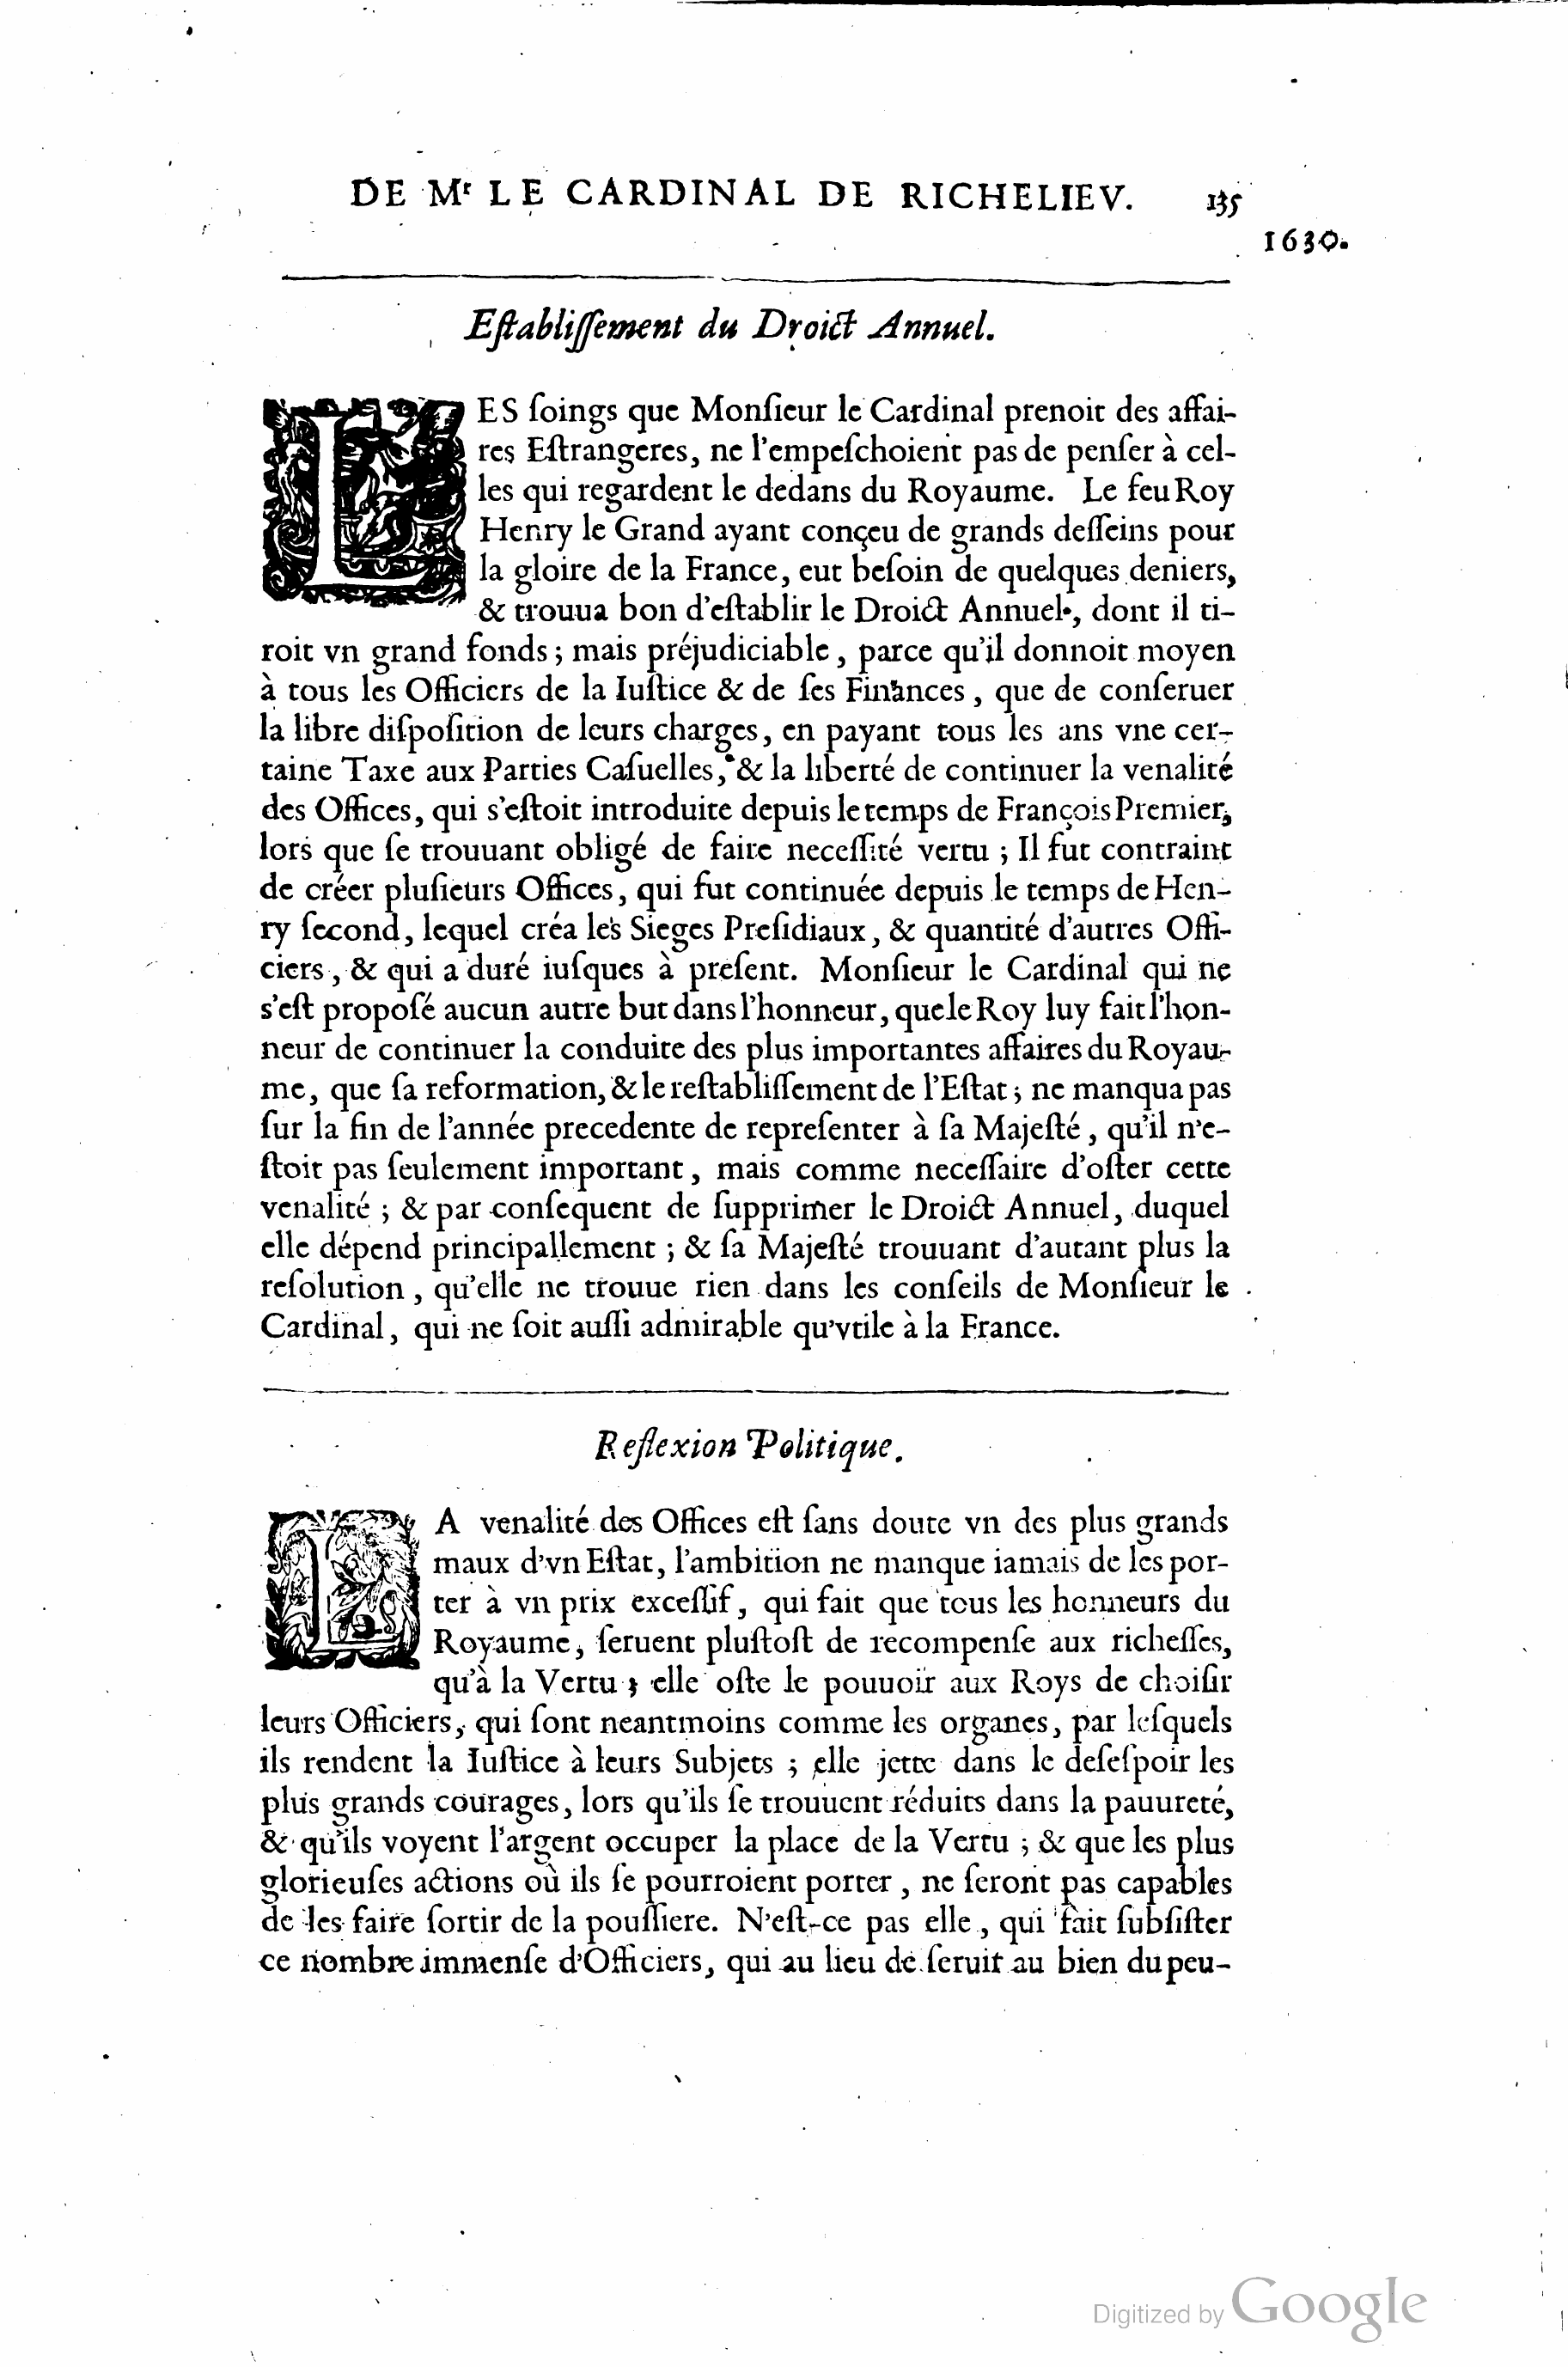 DE Mr LE CARDINAL DE RICHELIEV. 135
1630.
Eſtabliſſement du Droict Annuel.
LES ſoings que Monſieur le Cardinal prenoit des affai-
res Eſtrangeres, ne l'empeſchoient pas de penſer à cel-
les qui regardent le dedans du Royaume. Le feu Roy
Henry le Grand ayant conçeu de grands deſſeins pour
la gloire de la France, eut beſoin de quelques deniers,
& trouua bon d'eſtablir le Droict Annuel, dont il ti-
roit vn grand fonds ; mais préjudiciable, parce qu'il donnoit moyen
à tous les Officiers de la Iuſtice & de ſes Finances, que de conſeruer
la libre diſpoſition de leurs charges, en payant tous les ans vne cer-
taine Taxe aux Parties Caſuelles, & la liberté de continuer la venalité
des Offices, qui s'eſtoit introduite depuis le temps de François Premier,
lors que ſe trouuant obligé de faire neceſſité vertu ; Il fut contraint
de créer pluſieurs Offices, qui fut continuée depuis le temps de Hen-
ry ſecond, lequel créa les Sieges Preſidiaux, & quantité d'autres Offi-
ciers, & qui a duré iuſques à preſent. Monſieur le Cardinal qui ne
s'eſt propoſé aucun autre but dans l'honneur, que le Roy luy fait l'hon-
neur de continuer la conduite des plus importantes affaires du Royau-
me, que ſa reformation, & le reſtabliſſement de l'Eſtat ; ne manqua pas
ſur la fin de l'année precedente de repreſenter à ſa Majeſté, qu'il n'e-
ſtoit pas ſeulement important, mais comme neceſſaire d'oſter cette
venalité ; & par conſequent de ſupprimer le Droict Annuel, duquel
elle dépend principallement ; & ſa Majeſté trouuant d'autant plus la
reſolution, qu'elle ne trouue rien dans les conſeils de Monſieur le
Cardinal, qui ne ſoit auſſi admirable qu'vtile à la France.
Reflexion Politique.
LA venalité des Offices eſt ſans doute vn des plus grands
maux d'vn Eſtat, l'ambition ne manque iamais de les por-
ter à vn prix exceſſif, qui fait que tous les honneurs du
Royaume, ſeruent pluſtoſt de recompenſe aux richeſſes,
qu'à la Vertu ; elle oſte le pouuoir aux Roys de choiſir
leurs Officiers, qui ſont neantmoins comme les organes, par leſquels
ils rendent la Iuſtice à leurs Subjets ; elle jette dans le deſeſpoir les
plus grands courages, lors qu'ils ſe trouuent réduits dans la pauureté,
& qu'ils voyent l'argent occuper la place de la Vertu ; & que les plus
glorieuſes actions où ils ſe pourroient porter, ne ſeront pas capables
de les faire ſortir de la pouſſiere. N'eſt-ce pas elle, qui fait ſubſiſter
ce nombre immenſe d'Officiers, qui au lieu de ſeruir au bien du peu-
Digitized by Google